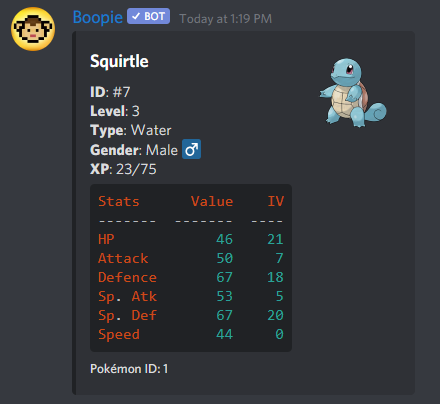 Boopie ✓ BOT Today at 1:19 PM
Squirtle
ID: #7
Level: 3
Type: Water
Gender: Male ♂
XP: 23/75
Stats Value IV
------- ------- ----
HP 46 21
Attack 50 7
Defence 67 18
Sp. Atk 53 5
Sp. Def 67 20
Speed 44 0
Pokémon ID: 1